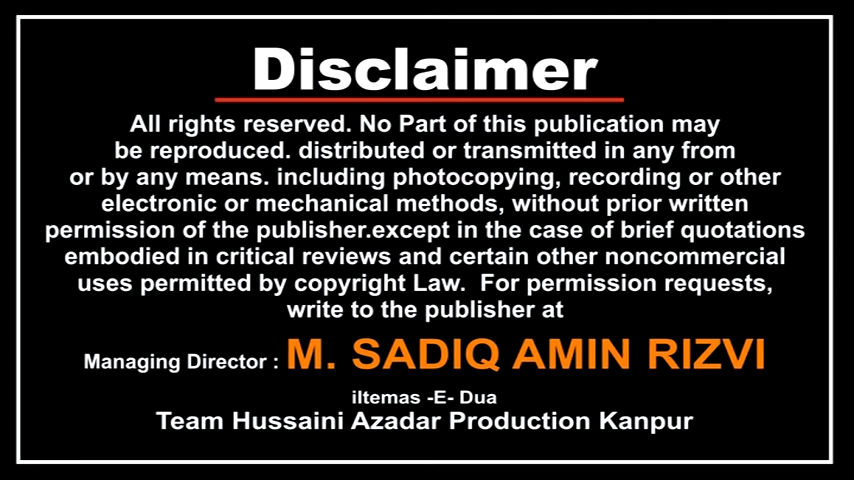 Disclaimer
All rights reserved. No Part of this publication may
be reproduced. distributed or transmitted in any from
or by any means. including photocopying, recording or other
electronic or mechanical methods, without prior written
permission of the publisher.except in the case of brief quotations
embodied in critical reviews and certain other noncommercial
uses permitted by copyright Law.  For permission requests,
write to the publisher at
Managing Director : M. SADIQ AMIN RIZVI
iltemas -E- Dua
Team Hussaini Azadar Production Kanpur